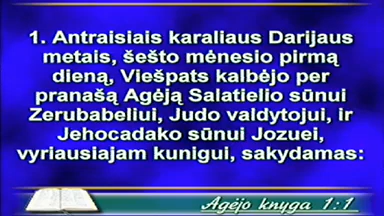 1. Antraisiais karaliaus Darijaus
metais, šešto mėnesio pirmą
dieną, Viešpats kalbėjo per
pranašą Agėją Salatielio sūnui
Zerubabeliui, Judo valdytojui, ir
Jehocadako sūnui Jozuei,
vyriausiajam kunigui, sakydamas:
Agėjo knyga 1:1